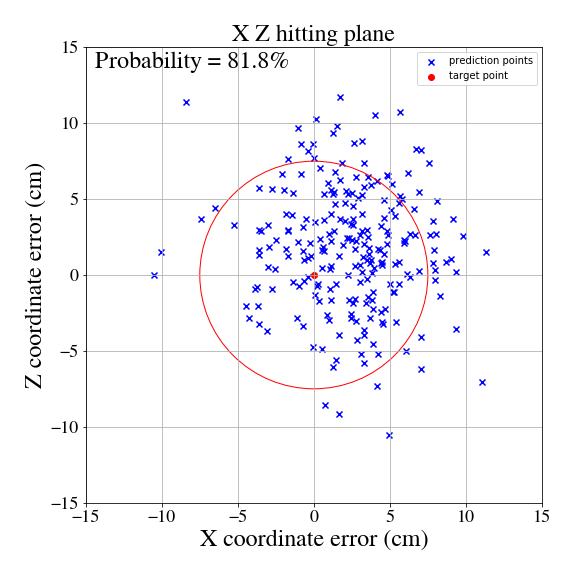 X Z hitting plane
Probability = 81.8%
prediction points
target point
Z coordinate error (cm)
15
10
5
0
−5
−10
−15
−15
−10
−5
0
5
10
15
X coordinate error (cm)